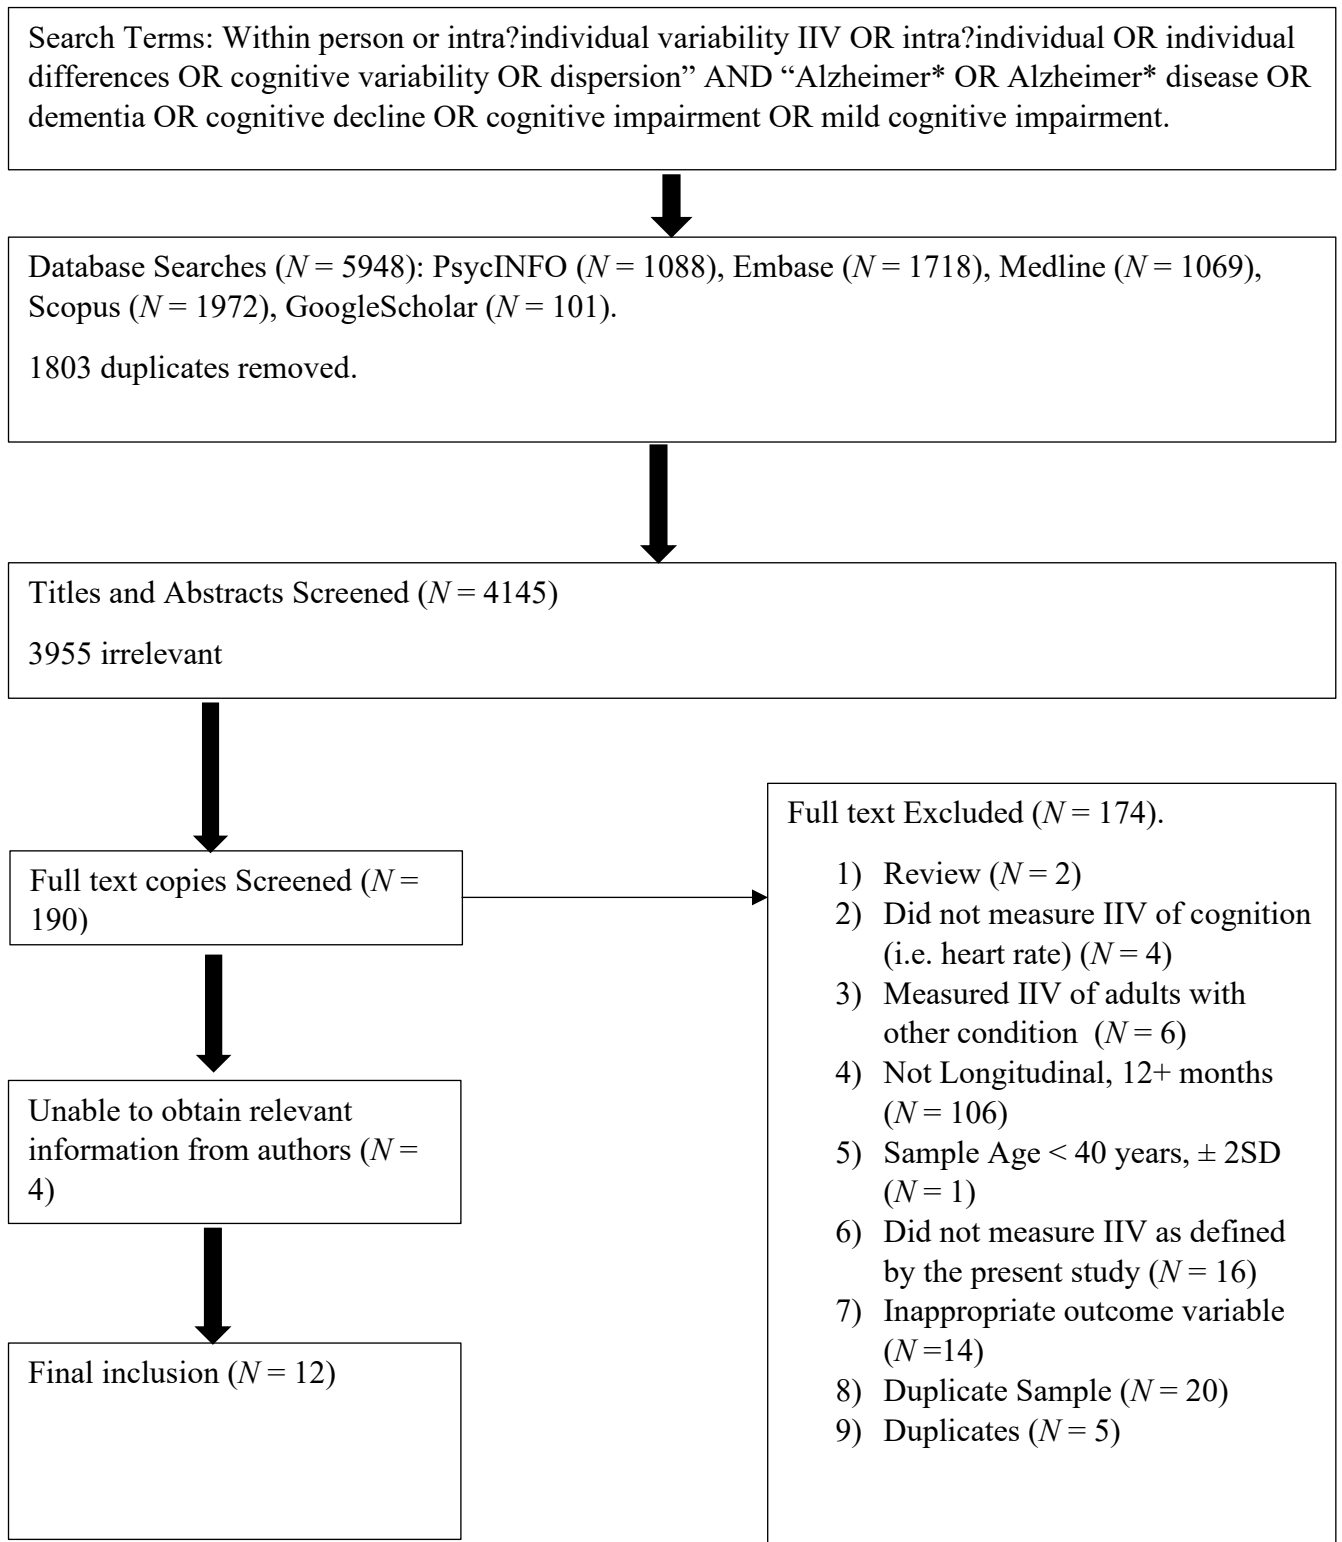 Search Terms: Within person or intra?individual variability IIV OR intra?individual OR individual
differences OR cognitive variability OR dispersion” AND “Alzheimer* OR Alzheimer* disease OR
dementia OR cognitive decline OR cognitive impairment OR mild cognitive impairment.
Database Searches (N = 5948): PsycINFO (N = 1088), Embase (N = 1718), Medline (N = 1069),
Scopus (N = 1972), GoogleScholar (N = 101).
1803 duplicates removed.
Titles and Abstracts Screened (N = 4145)
3955 irrelevant
Full text copies Screened (N =
190)
Full text Excluded (N = 174).
1) Review (N = 2)
2) Did not measure IIV of cognition
(i.e. heart rate) (N = 4)
3) Measured IIV of adults with
other condition (N = 6)
4) Not Longitudinal, 12+ months
(N = 106)
5) Sample Age < 40 years, ± 2SD
(N = 1)
6) Did not measure IIV as defined
by the present study (N = 16)
7) Inappropriate outcome variable
(N =14)
8) Duplicate Sample (N = 20)
9) Duplicates (N = 5)
Unable to obtain relevant
information from authors (N =
4)
Final inclusion (N = 12)